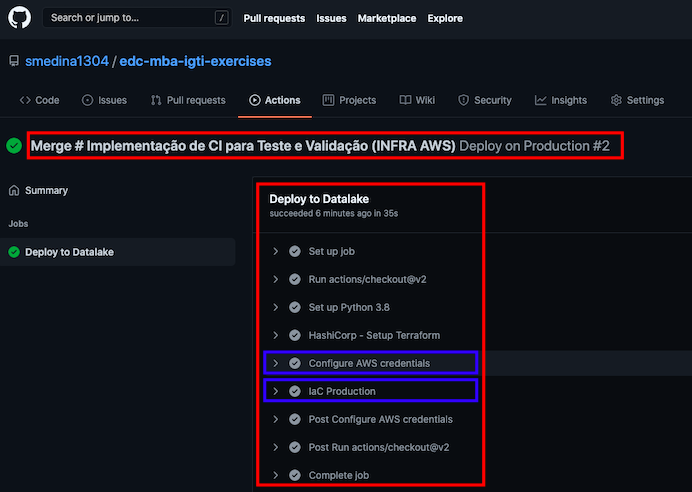 Search or jump to... /
Pull requests Issues Marketplace Explore
smedina1304 / edc-mba-igti-exercises
Code Issues Pull requests Actions Projects Wiki Security Insights Settings
Merge # Implementação de CI para Teste e Validação (INFRA AWS) Deploy on Production #2
Summary
Jobs
Deploy to Datalake
Deploy to Datalake
succeeded 6 minutes ago in 35s
Set up job
Run actions/checkout@v2
Set up Python 3.8
HashiCorp - Setup Terraform
Configure AWS credentials
IaC Production
Post Configure AWS credentials
Post Run actions/checkout@v2
Complete job